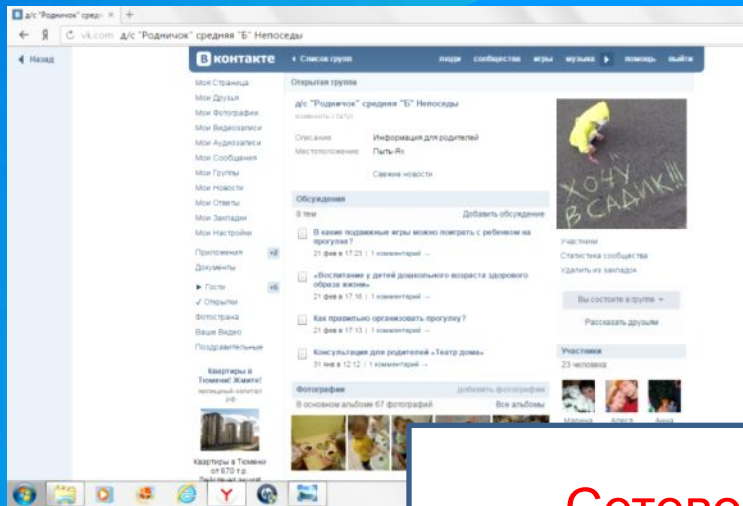 д/с "Родничок" средн
vk.com д/с "Родничок" средняя "Б" Непоседы
Назад
В контакте
Список групп
люди сообщества игры музыка помощь выйти
Моя Страница
Мои Друзья
Мои Фотографии
Мои Видеозаписи
Мои Аудиозаписи
Мои Сообщения
Мои Группы
Мои Новости
Мои Ответы
Мои Закладки
Мои Настройки
Приложения
Документы
Гости +6
Открытки
Фотострана
Ваше Видео
Поздравительные
Квартиры в
Тюмени! Жмите!
жилищный-капитал
рф
Квартиры в Тюмени
от 670 т.р.
Открытая группа
д/с "Родничок" средняя "Б" Непоседы
изменить статус
Описание Информация для родителей
Местоположение Пыть-Ях
Свежие новости
Обсуждения
8 тем Добавить обсуждение
В какие подвижные игры можно поиграть с ребенком на
прогулке?
21 фев в 17:23 | 1 комментарий →
«Воспитание у детей дошкольного возраста здорового
образа жизни»
21 фев в 17:16 | 1 комментарий →
Как правильно организовать прогулку?
21 фев в 17:13 | 1 комментарий →
Консультация для родителей «Театр дома»
31 янв в 12:12 | 1 комментарий →
Фотографии добавить фотографии
В основном альбоме 67 фотографий Все альбомы
ХОЧУ
В САДИК!!!
Участники
Статистика сообщества
Удалить из закладок
Вы состоите в группе
Рассказать друзьям
Участники
23 человека
Марина Алеся Анна